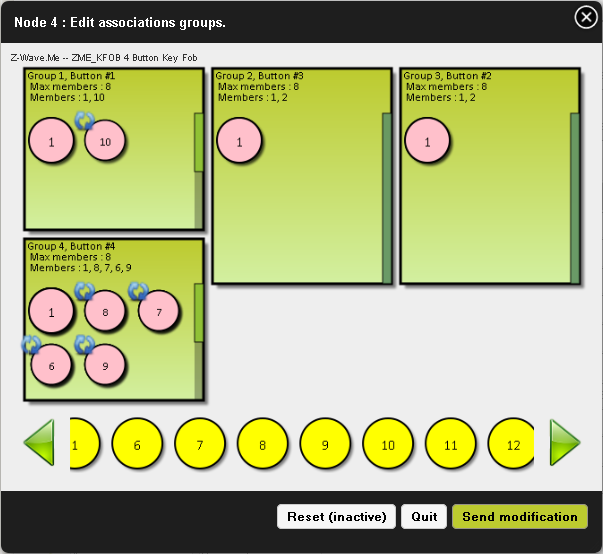 Node 4 : Edit associations groups.
Z-Wave.Me -- ZME_KFOB 4 Button Key Fob
Group 1, Button #1
Max members : 8
Members : 1, 10
1
10
Group 2, Button #3
Max members : 8
Members : 1, 2
1
Group 3, Button #2
Max members : 8
Members : 1, 2
1
Group 4, Button #4
Max members : 8
Members : 1, 8, 7, 6, 9
1 8 7
6 9
1 6 7 8 9 10 11 12
Reset (inactive) Quit Send modification